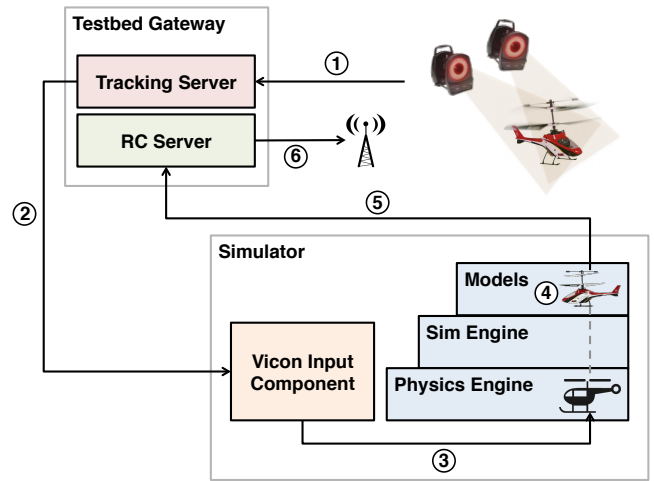 Testbed Gateway
Tracking Server
1
RC Server
6
2
5
Simulator
Models
4
Sim Engine
Vicon Input
Component
Physics Engine
3